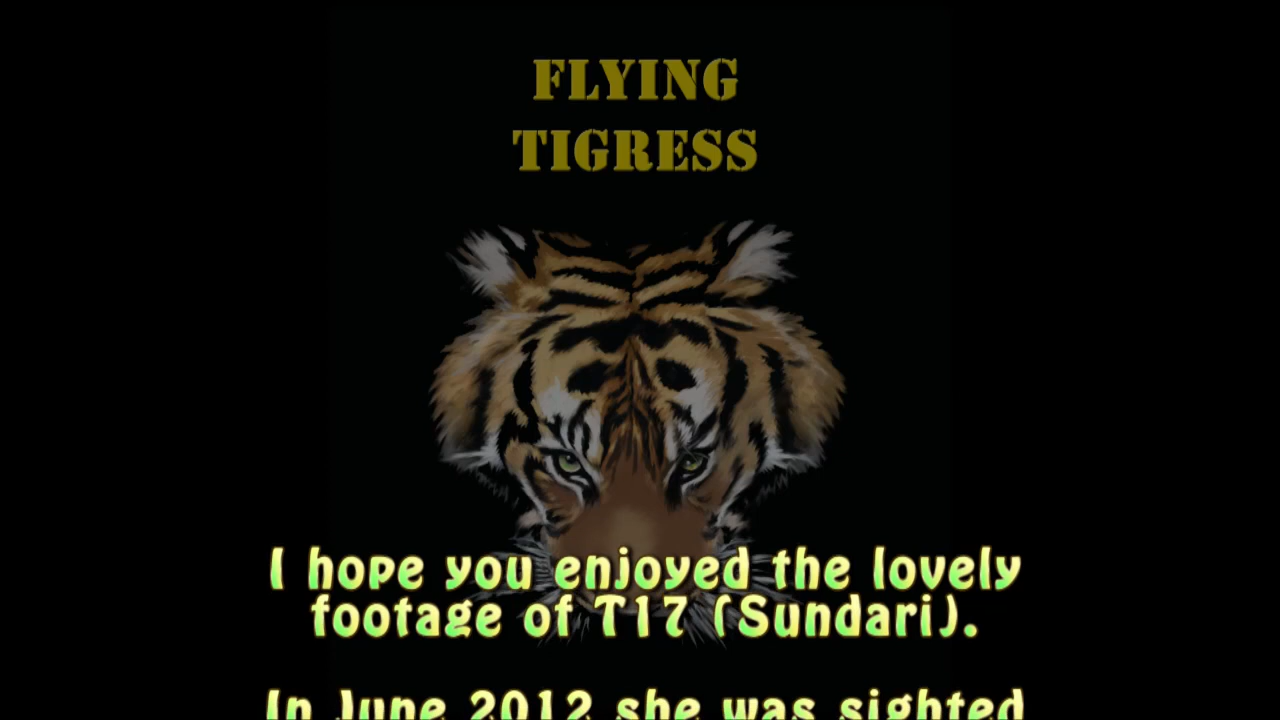 FLYING
TIGRESS
I hope you enjoyed the lovely
footage of T17 (Sundari).
In June 2012 she was sighted